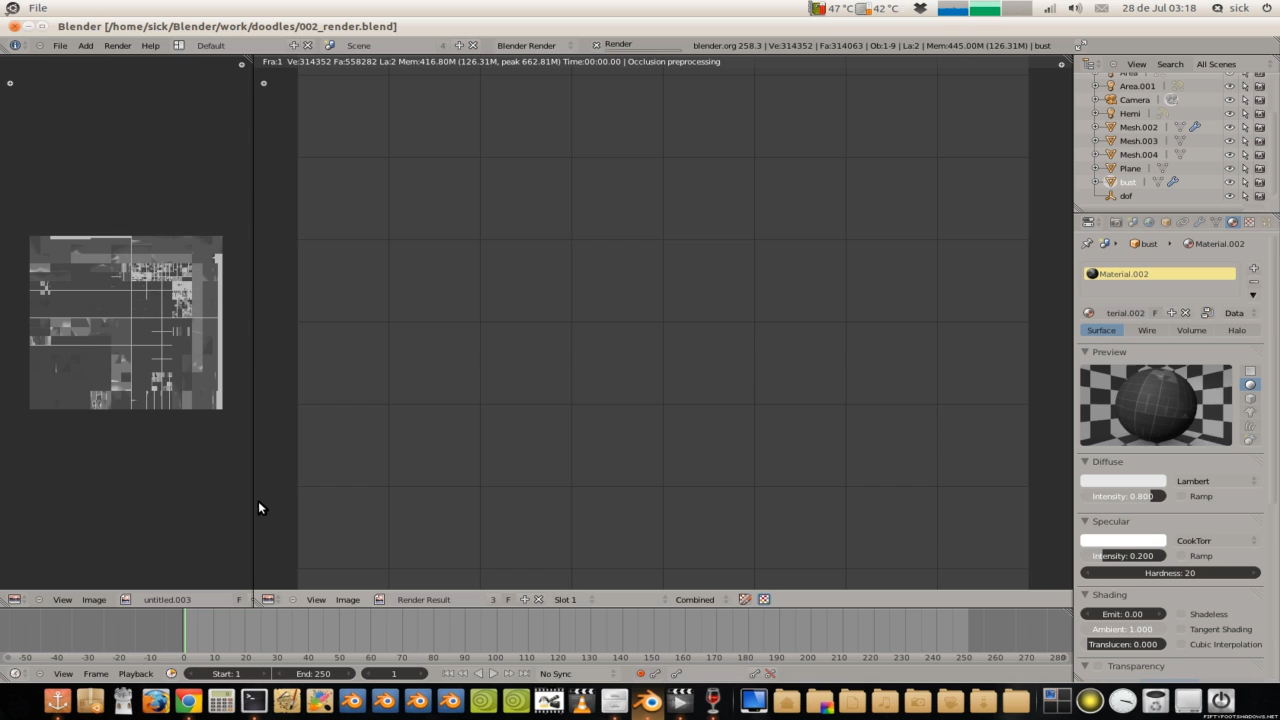 File
47 °C 42 °C 28 de Jul 03:18 sick
Blender [/home/sick/Blender/work/doodles/002_render.blend]
File Add Render Help Default Scene 4 Blender Render Render blender.org 258.3 | Ve:314352 | Fa:314063 | Ob:1-9 | La:2 | Mem:445.00M (126.31M) | bust
Fra:1 Ve:314352 Fa:558282 La:2 Mem:416.80M (126.31M, peak 662.81M) Time:00:00.00 | Occlusion preprocessing
View Search All Scenes
Area
Area.001
Camera
Hemi
Mesh.002
Mesh.003
Mesh.004
Plane
bust
dof
bust Material.002
Material.002
terial.002 F Data
Surface Wire Volume Halo
Preview
Diffuse
Lambert
Intensity: 0.800 Ramp
Specular
CookTorr
Intensity: 0.200 Ramp
Hardness: 20
Shading
Emit: 0.00 Shadeless
Ambient: 1.000 Tangent Shading
Translucen: 0.000 Cubic Interpolation
Transparency
View Image untitled.003 F View Image Render Result 3 F Slot 1 Combined
-50 -40 -30 -20 -10 0 10 20 30 40 50 60 70 80 90 100 110 120 130 140 150 160 170 180 190 200 210 220 230 240 250 260 270 280
View Frame Playback Start: 1 End: 250 1 No Sync
FIFTYFOOTSHADOWS.NET